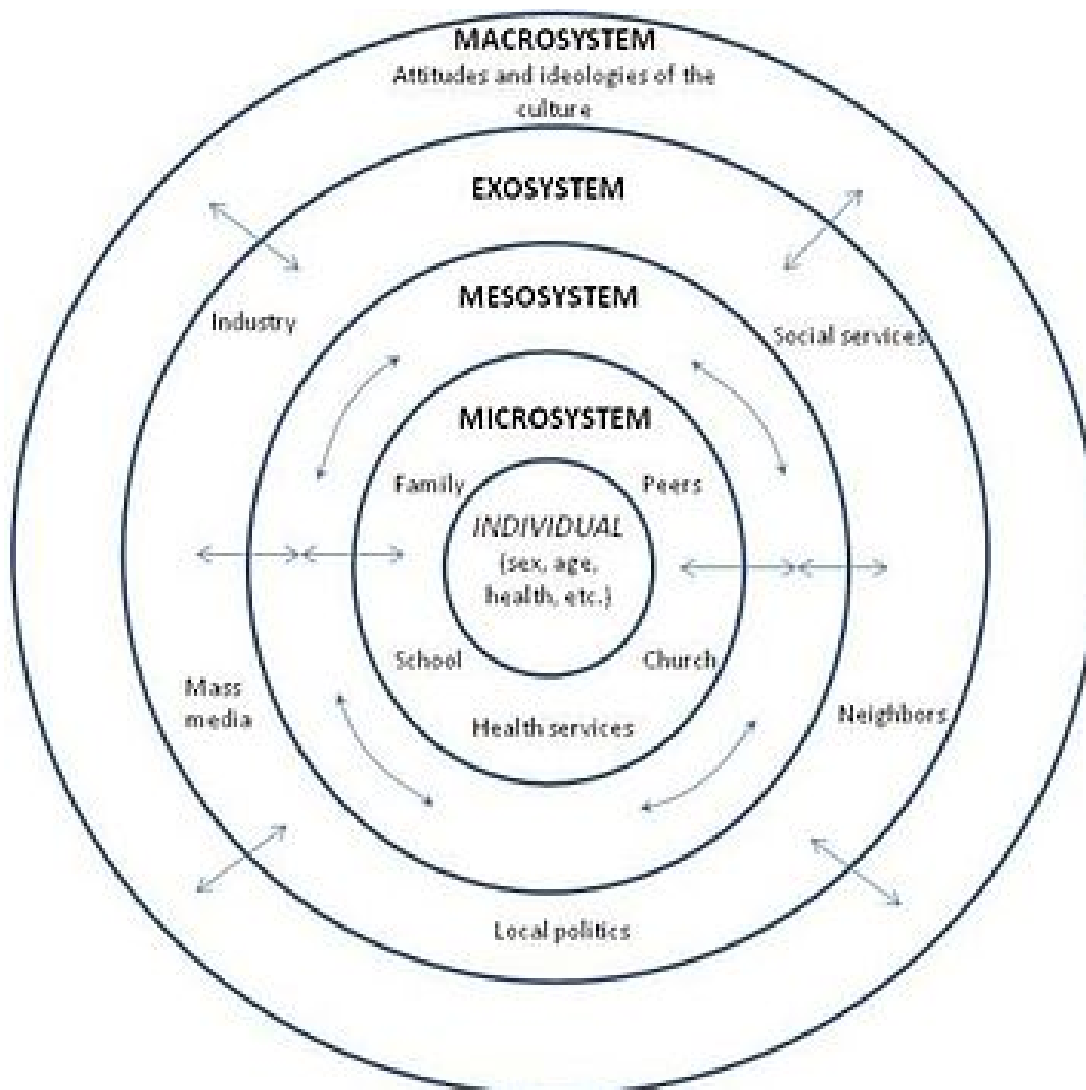 MACROSYSTEM
Attitudes and ideologies of the
culture
EXOSYSTEM
MESOSYSTEM
Industry
Social services
MICROSYSTEM
Family
Peers
INDIVIDUAL
(sex, age,
health, etc.)
School
Church
Mass
media
Health services
Neighbors
Local politics